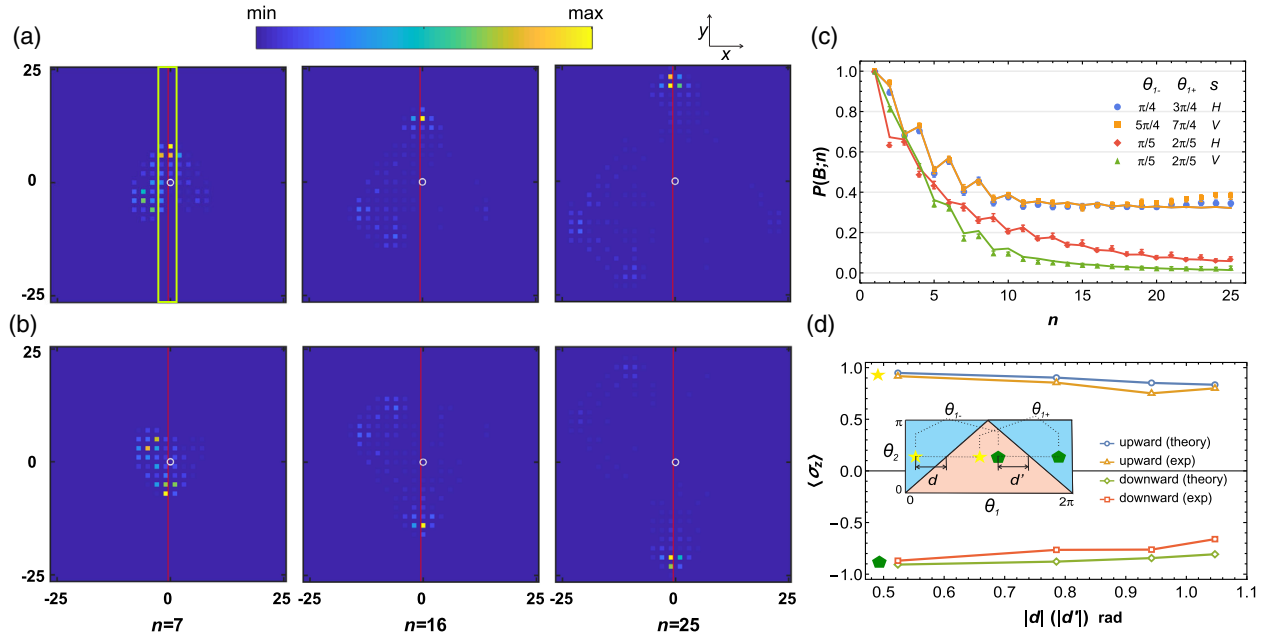 min max
(a)
y
x
25
0
-25
25
25
(b)
25
0
-25
-25 0 25
-25 0 25
-25 0 25
n=7 n=16 n=25
(c)
P(B;n)
1.0
0.8
0.6
0.4
0.2
0.0
0 5 10 15 20 25
n
θ1- θ1+ s
π/4 3π/4 H
5π/4 7π/4 V
π/5 2π/5 H
π/5 2π/5 V
(d)
⟨σz⟩
1.0
0.5
0.0
−0.5
−1.0
θ1- θ1+
π
θ2
0
d d'
0 2π
θ1
upward (theory)
upward (exp)
downward (theory)
downward (exp)
0.5 0.6 0.7 0.8 0.9 1.0 1.1
|d| (|d'|) rad